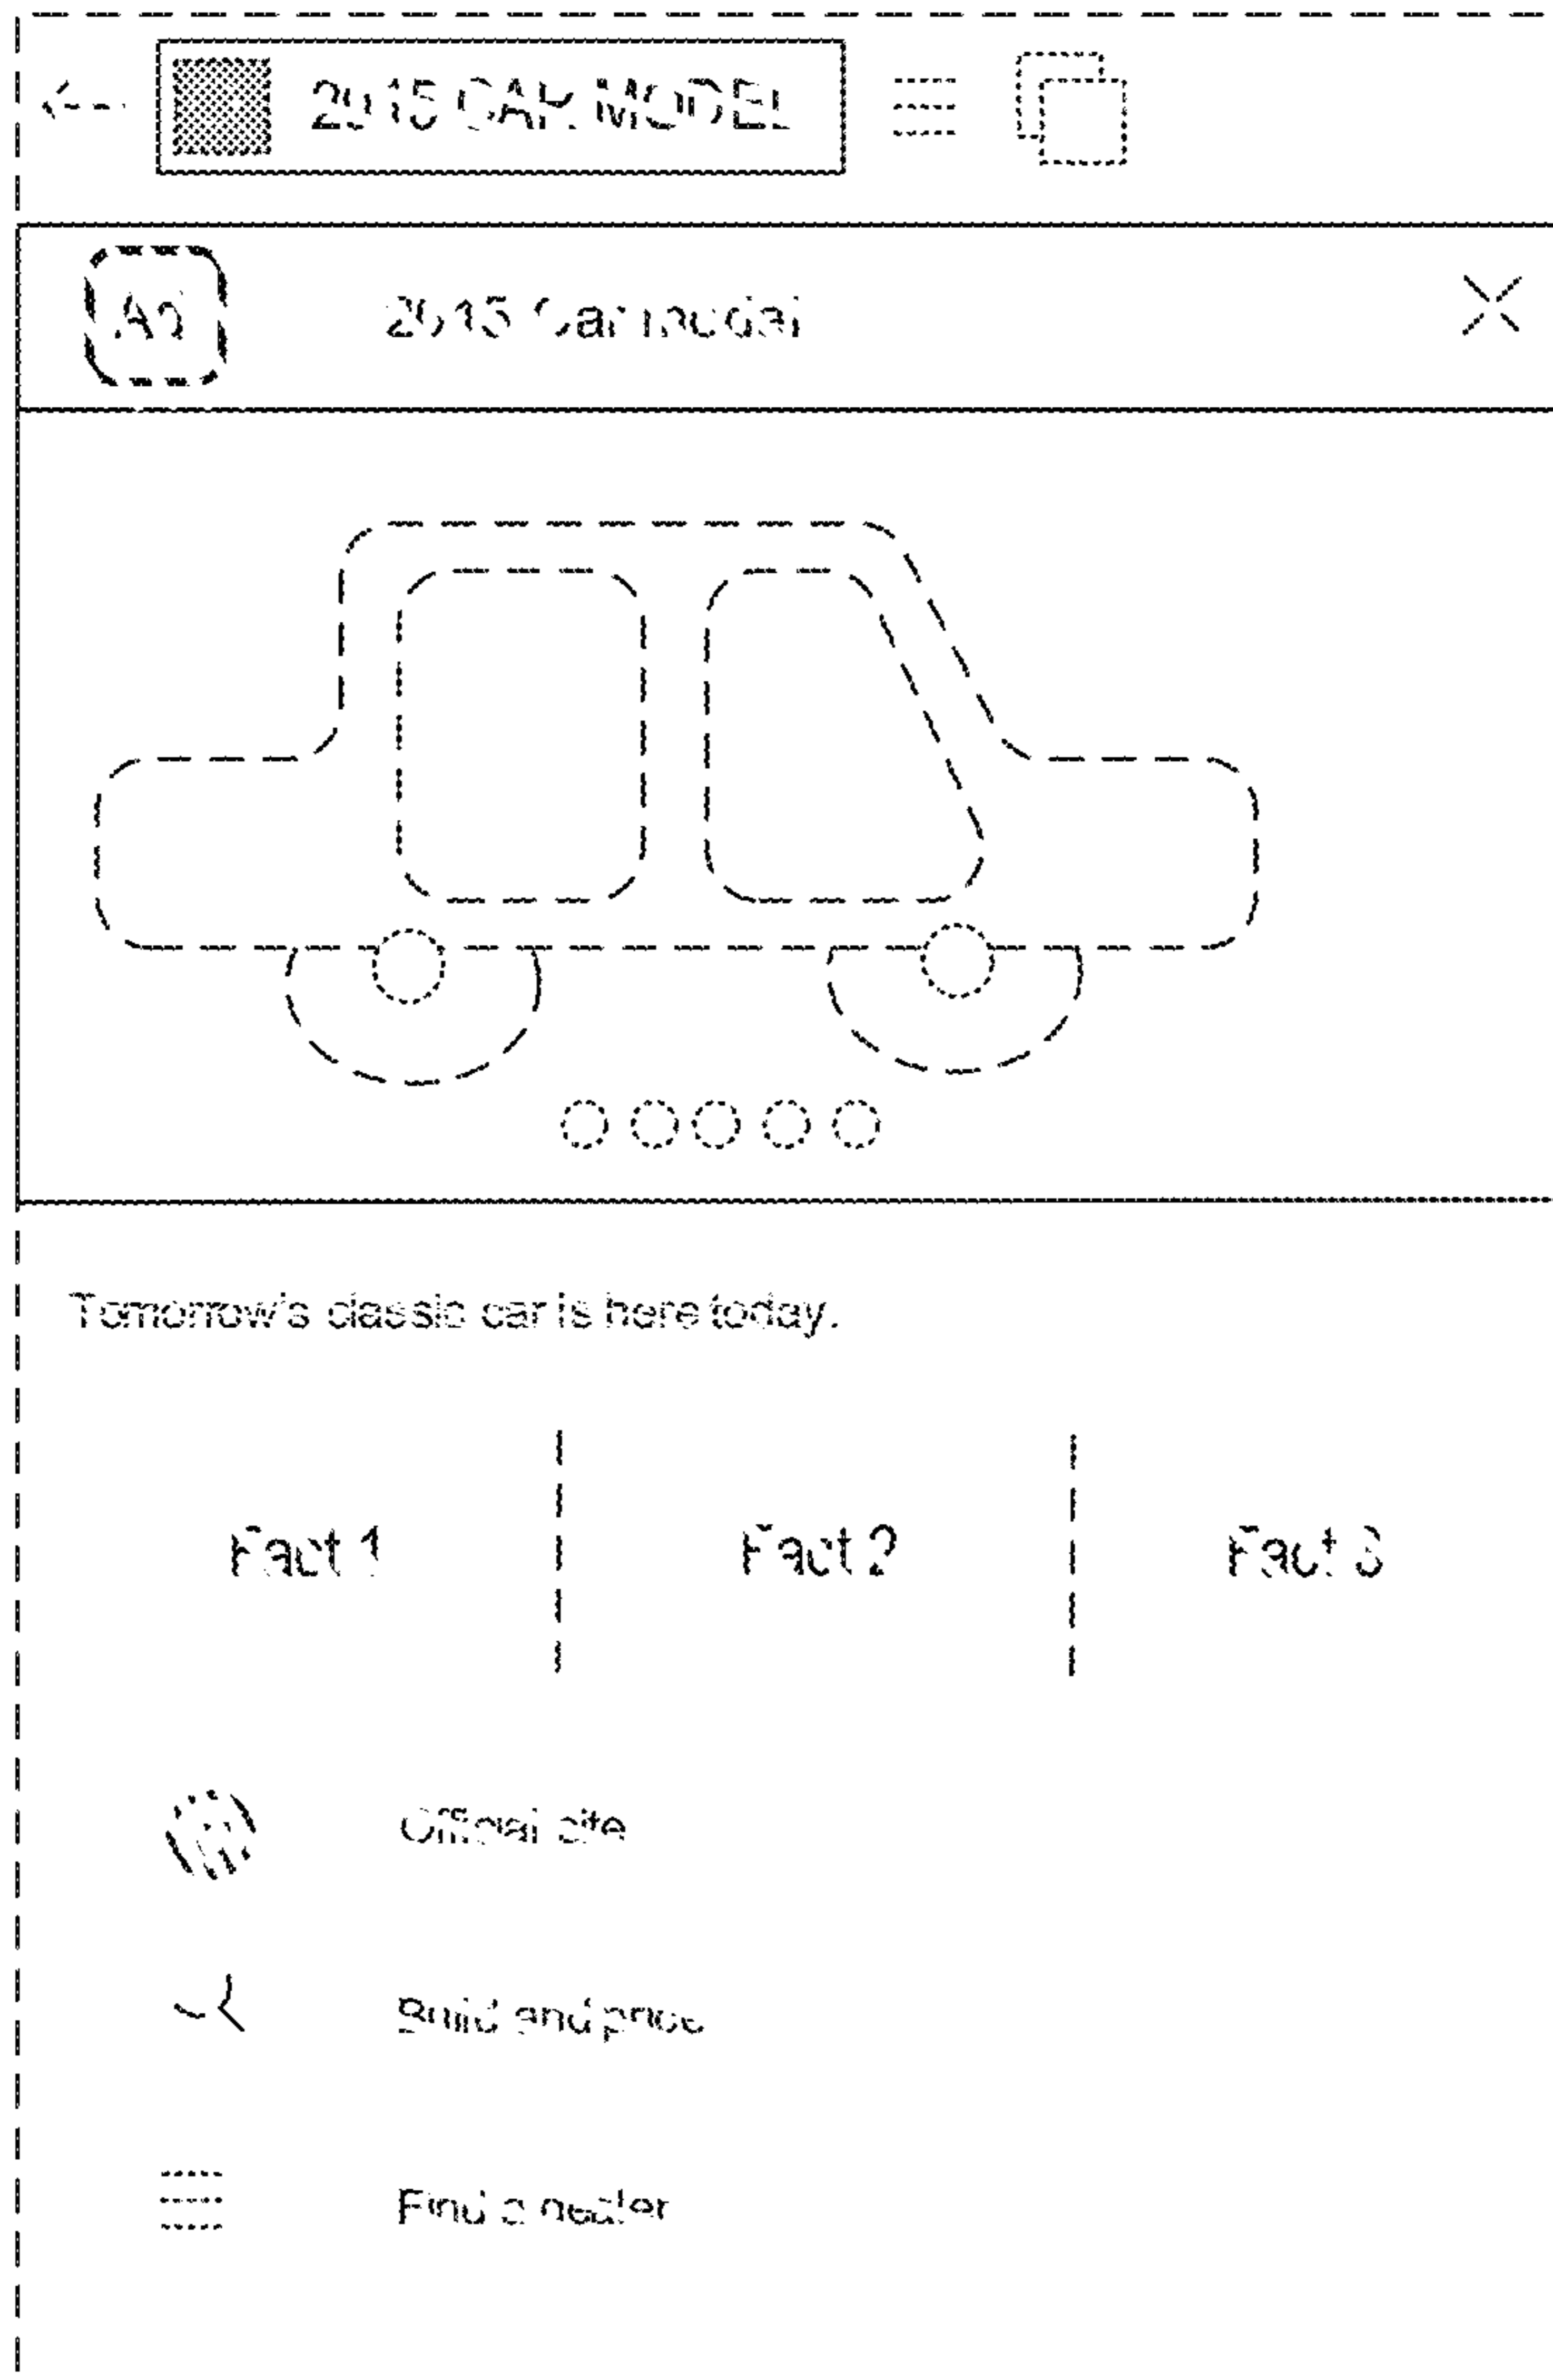 2015 CAR MODEL
Ad 2015 Car model
Tomorrow's classic car is here today.
Fact 1 Fact 2 Fact 3
Official site
Build and price
Find a dealer